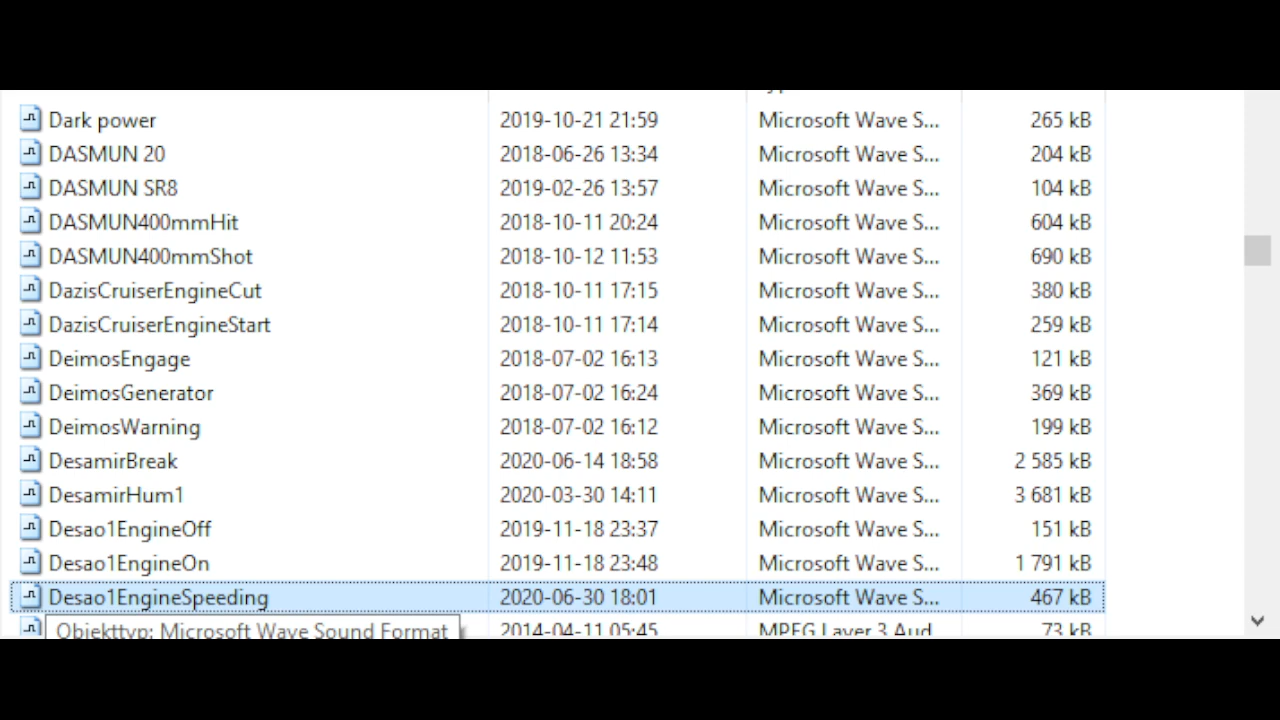 Dark power 2019-10-21 21:59 Microsoft Wave S... 265 kB
DASMUN 20 2018-06-26 13:34 Microsoft Wave S... 204 kB
DASMUN SR8 2019-02-26 13:57 Microsoft Wave S... 104 kB
DASMUN400mmHit 2018-10-11 20:24 Microsoft Wave S... 604 kB
DASMUN400mmShot 2018-10-12 11:53 Microsoft Wave S... 690 kB
DazisCruiserEngineCut 2018-10-11 17:15 Microsoft Wave S... 380 kB
DazisCruiserEngineStart 2018-10-11 17:14 Microsoft Wave S... 259 kB
DeimosEngage 2018-07-02 16:13 Microsoft Wave S... 121 kB
DeimosGenerator 2018-07-02 16:24 Microsoft Wave S... 369 kB
DeimosWarning 2018-07-02 16:12 Microsoft Wave S... 199 kB
DesamirBreak 2020-06-14 18:58 Microsoft Wave S... 2 585 kB
DesamirHum1 2020-03-30 14:11 Microsoft Wave S... 3 681 kB
Desao1EngineOff 2019-11-18 23:37 Microsoft Wave S... 151 kB
Desao1EngineOn 2019-11-18 23:48 Microsoft Wave S... 1 791 kB
Desao1EngineSpeeding 2020-06-30 18:01 Microsoft Wave S... 467 kB
Objekttyp: Microsoft Wave Sound Format 2014-04-11 05:45 MPEG Layer 3 Aud 73 kB